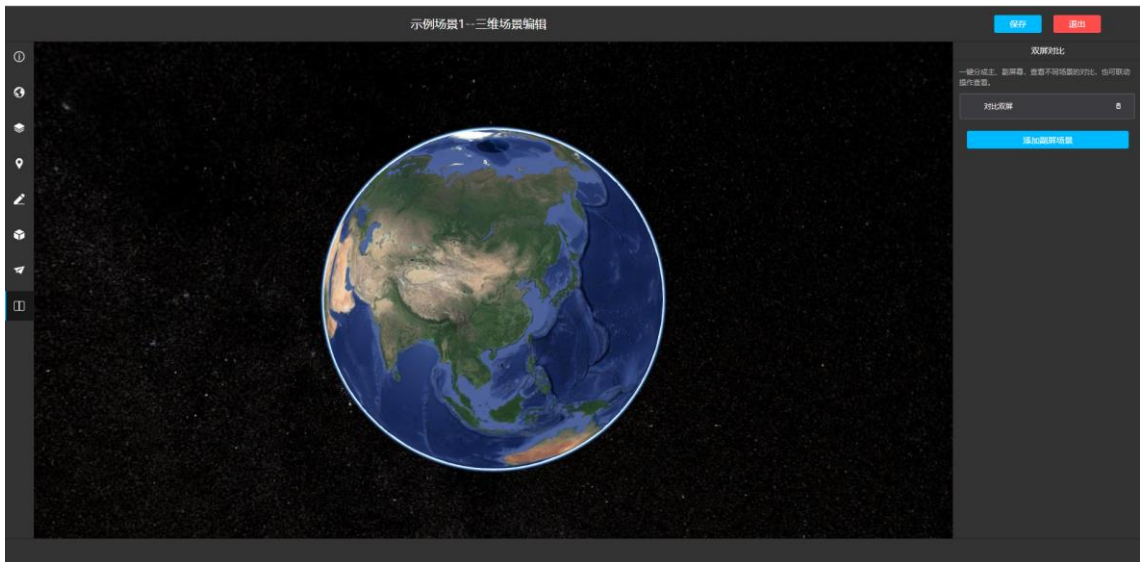 示例场景1--三维场景编辑
保存
退出
双屏对比
一键分成主、副屏幕，查看不同场景的对比，也可联动
操作查看。
对比双屏
添加副屏场景